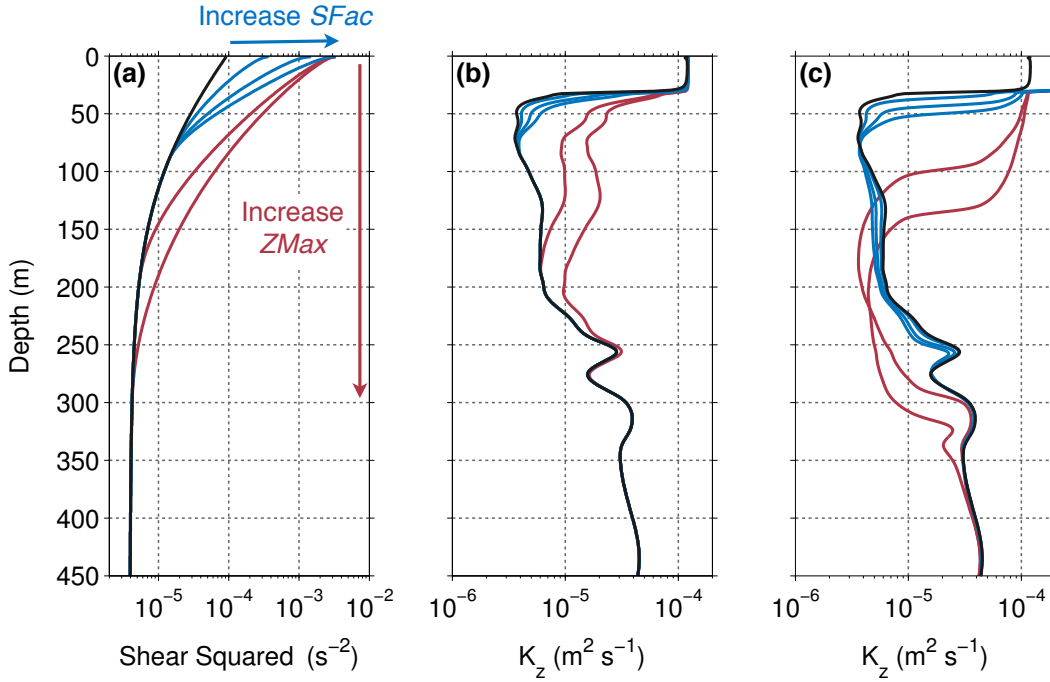 Increase SFac
(a)
(b)
(c)
Increase
ZMax
Depth (m)
0
50
100
150
200
250
300
350
400
450
10⁻⁵
10⁻⁴
10⁻³
10⁻²
10⁻⁶
10⁻⁵
10⁻⁴
10⁻⁶
10⁻⁵
10⁻⁴
Shear Squared (s⁻²)
K_z (m² s⁻¹)
K_z (m² s⁻¹)